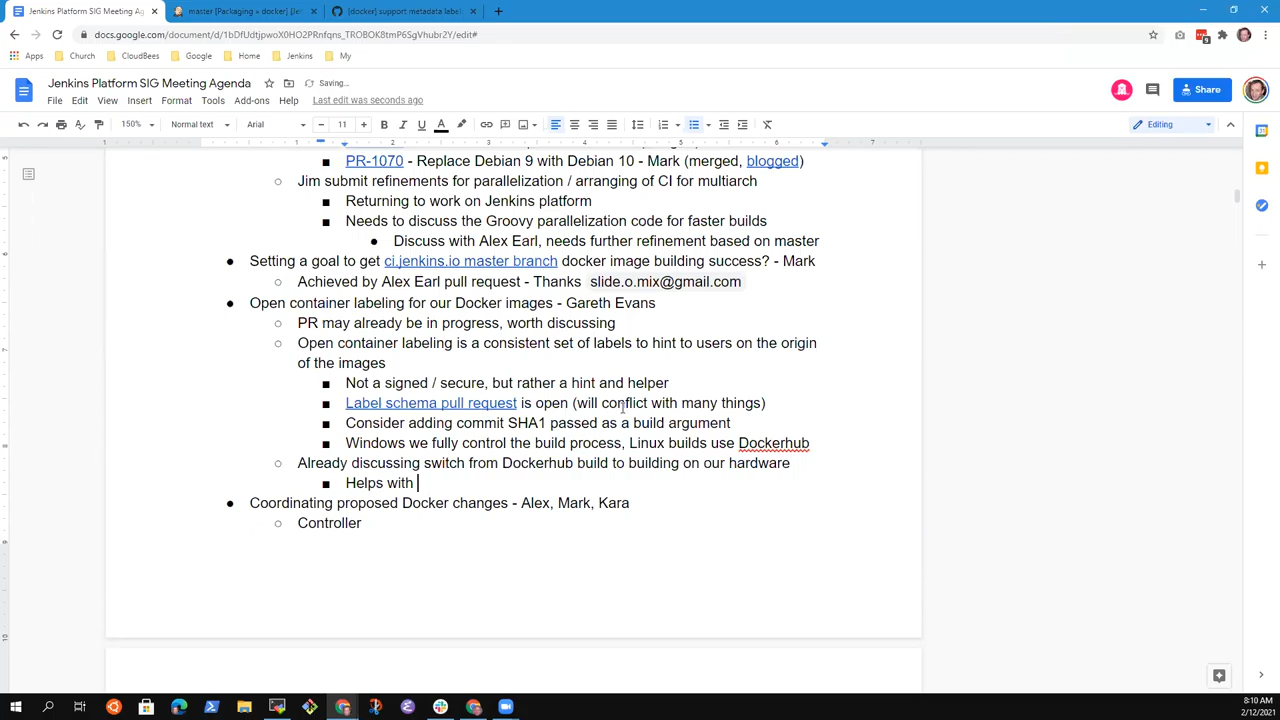 Jenkins Platform SIG Meeting Age
master [Packaging » docker] [Jen
[docker] support metadata label
docs.google.com/document/d/1bDfUdtjpwoX0HO2PRnfqns_TROBOK8tmP6SgVhubr2Y/edit#
Apps Church CloudBees Google Home Jenkins My
Jenkins Platform SIG Meeting Agenda Saving...
File Edit View Insert Format Tools Add-ons Help Last edit was seconds ago
Share
150% Normal text Arial 11 Editing
PR-1070 - Replace Debian 9 with Debian 10 - Mark (merged, blogged)
Jim submit refinements for parallelization / arranging of CI for multiarch
Returning to work on Jenkins platform
Needs to discuss the Groovy parallelization code for faster builds
Discuss with Alex Earl, needs further refinement based on master
Setting a goal to get ci.jenkins.io master branch docker image building success? - Mark
Achieved by Alex Earl pull request - Thanks slide.o.mix@gmail.com
Open container labeling for our Docker images - Gareth Evans
PR may already be in progress, worth discussing
Open container labeling is a consistent set of labels to hint to users on the origin
of the images
Not a signed / secure, but rather a hint and helper
Label schema pull request is open (will conflict with many things)
Consider adding commit SHA1 passed as a build argument
Windows we fully control the build process, Linux builds use Dockerhub
Already discussing switch from Dockerhub build to building on our hardware
Helps with
Coordinating proposed Docker changes - Alex, Mark, Kara
Controller
8:10 AM
2/12/2021